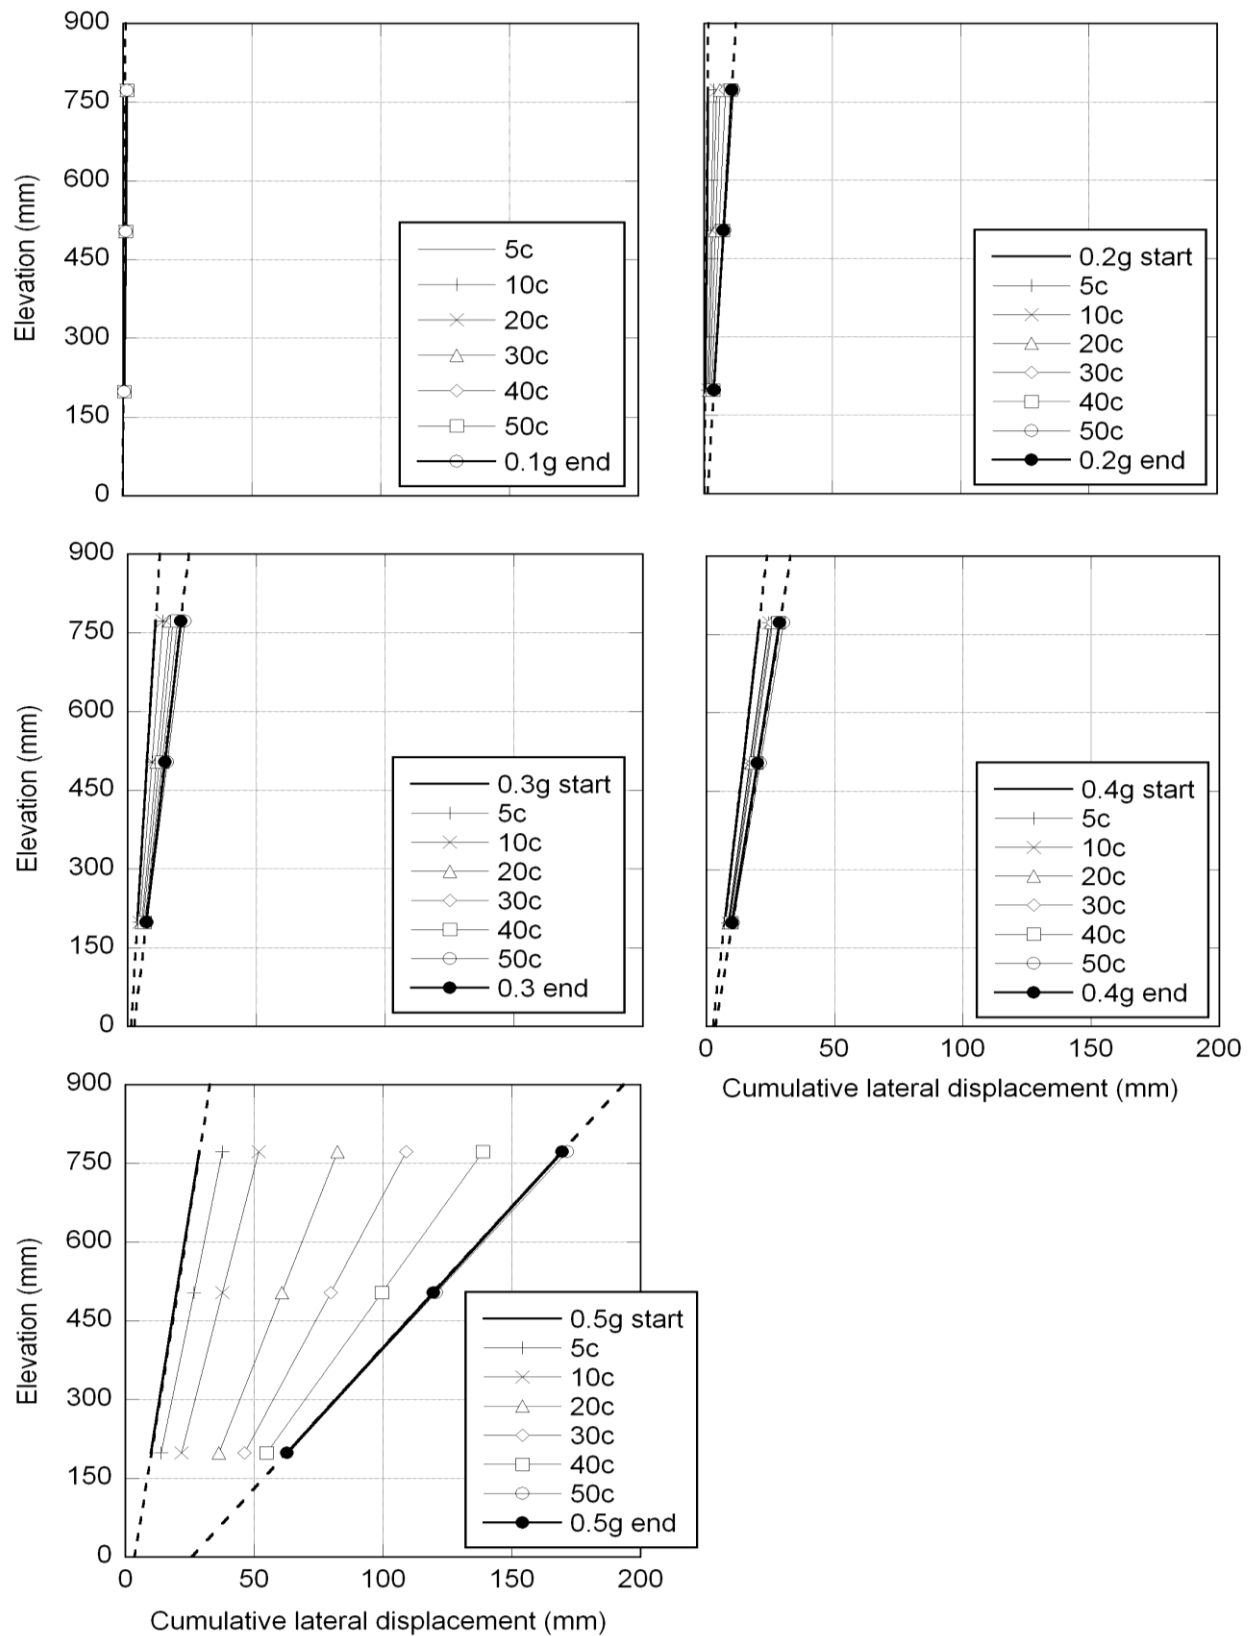 Elevation (mm)
900
750
600
450
300
150
0
5c
10c
20c
30c
40c
50c
0.1g end
0.2g start
5c
10c
20c
30c
40c
50c
0.2g end
Elevation (mm)
900
750
600
450
300
150
0
0.3g start
5c
10c
20c
30c
40c
50c
0.3 end
0.4g start
5c
10c
20c
30c
40c
50c
0.4g end
0 50 100 150 200
Cumulative lateral displacement (mm)
Elevation (mm)
900
750
600
450
300
150
0
0.5g start
5c
10c
20c
30c
40c
50c
0.5g end
0 50 100 150 200
Cumulative lateral displacement (mm)